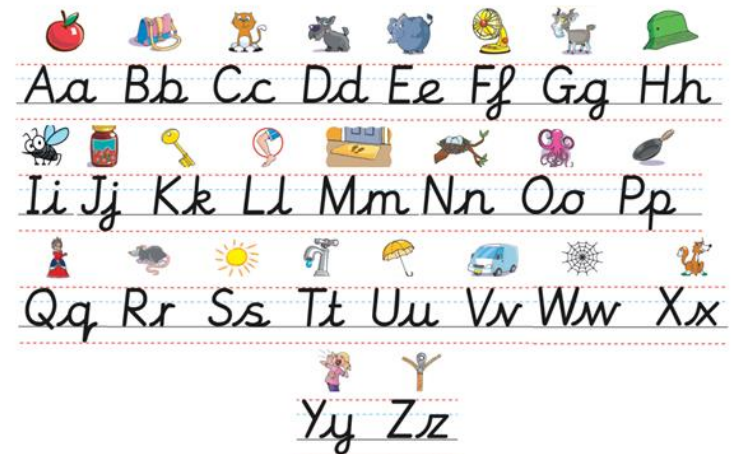 Aa Bb Cc Dd Ee Ff Gg Hh
Ii Jj Kk Ll Mm Nn Oo Pp
Qq Rr Ss Tt Uu Vv Ww Xx
Yy Zz